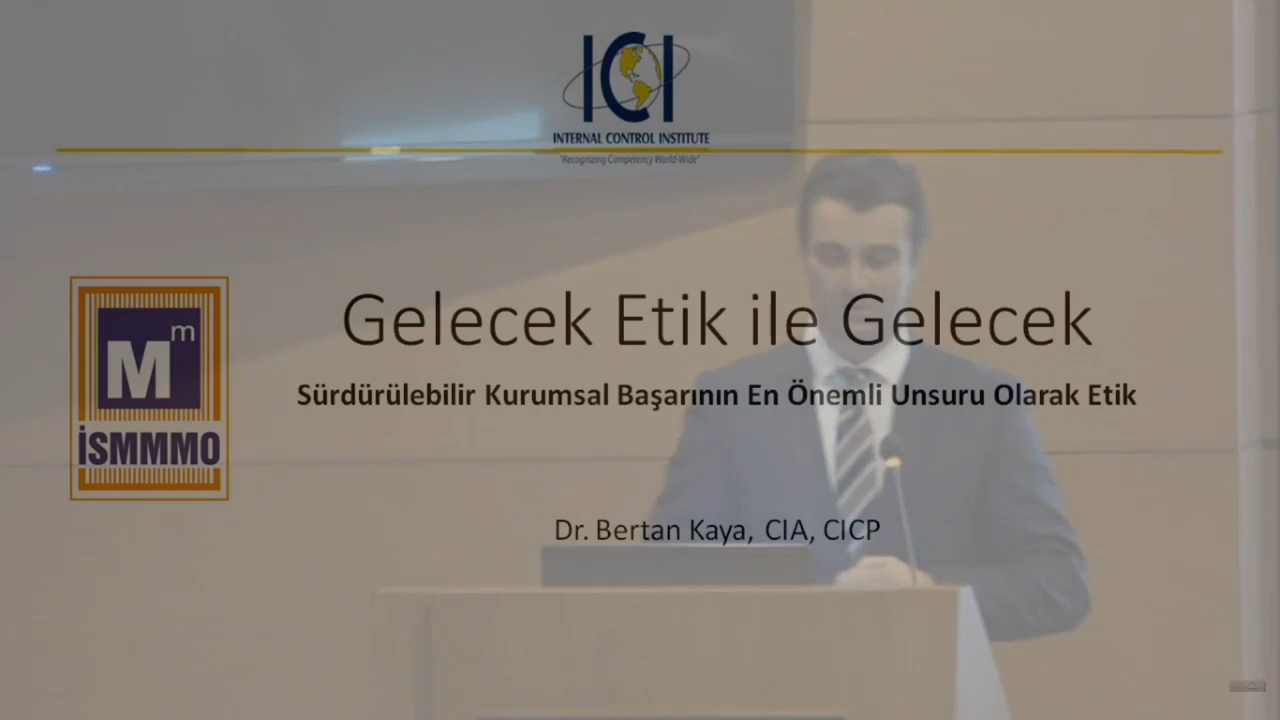 ICI
INTERNAL CONTROL INSTITUTE
"Recognizing Competency World-Wide"
Mm
İSMMMO
Gelecek Etik ile Gelecek
Sürdürülebilir Kurumsal Başarının En Önemli Unsuru Olarak Etik
Dr. Bertan Kaya, CIA, CICP